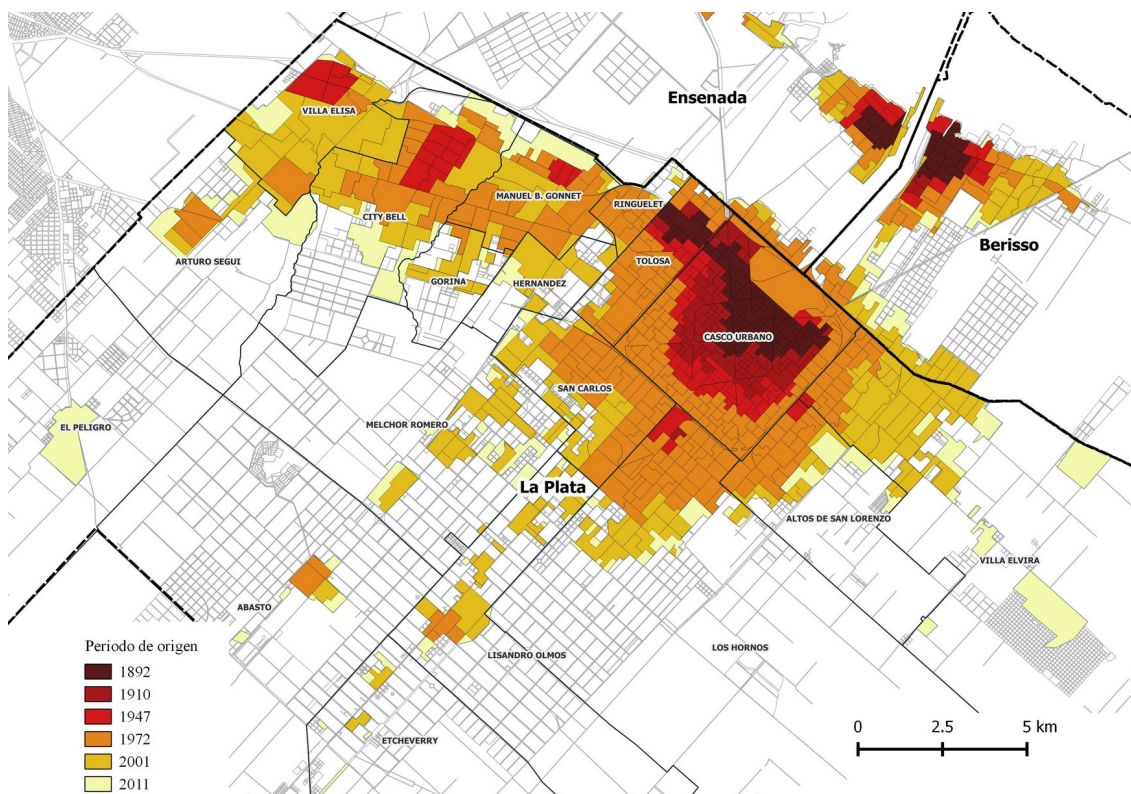 Ensenada
VILLA ELISA
MANUEL B. GONNET
RINGUELET
CITY BELL
Berisso
ARTURO SEGUI
TOLOSA
GORINA
HERNANDEZ
CASCO URBANO
SAN CARLOS
EL PELIGRO
MELCHOR ROMERO
La Plata
ALTOS DE SAN LORENZO
VILLA ELVIRA
ABASTO
LOS HORNOS
LISANDRO OLMOS
ETCHEVERRY
Período de origen
1892
1910
1947
1972
2001
2011
0 2.5 5 km